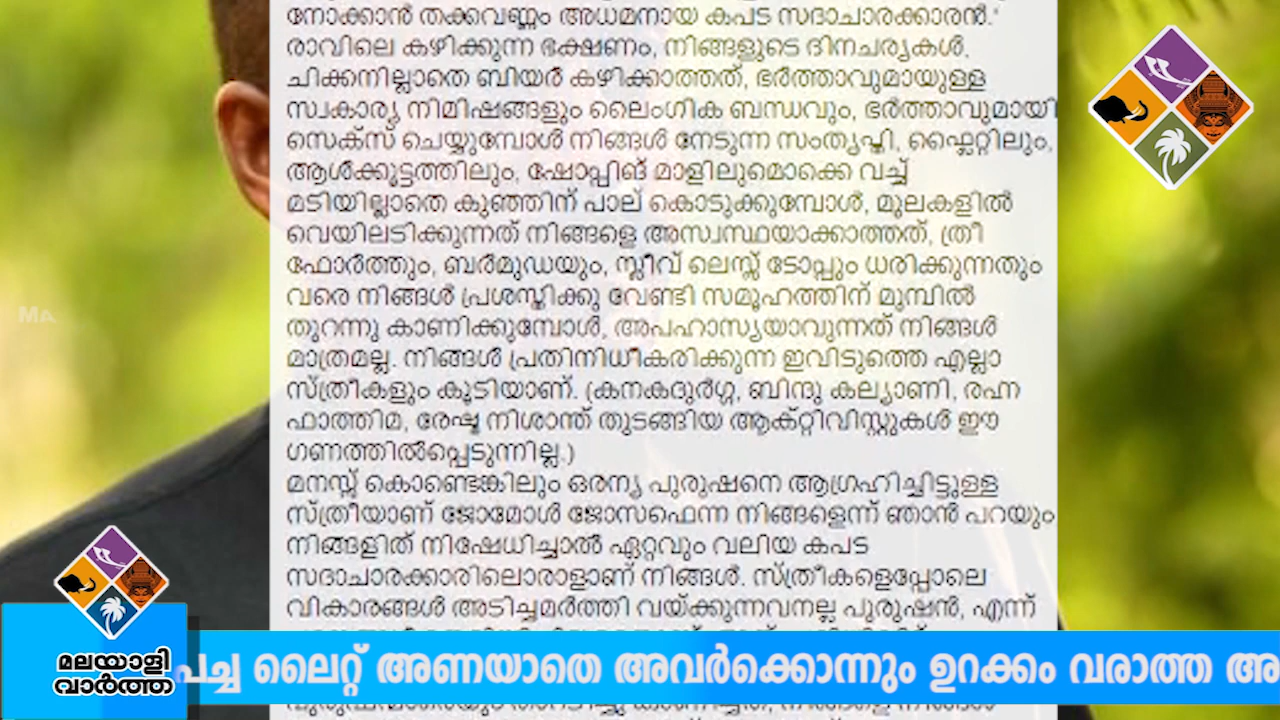 നോക്കാൻ തക്കവണ്ണം അധമനായ കപട സദാചാരക്കാരൻ.'
രാവിലെ കഴിക്കുന്ന ഭക്ഷണം, നിങ്ങളുടെ ദിനചര്യകൾ,
ചിക്കനില്ലാതെ ബിയർ കഴിക്കാത്തത്, ഭർത്താവുമായുള്ള
സ്വകാര്യ നിമിഷങ്ങളും ലൈംഗിക ബന്ധവും, ഭർത്താവുമായി
സെക്സ് ചെയ്യുമ്പോൾ നിങ്ങൾ നേടുന്ന സംതൃപ്തി, ഫ്ലൈറ്റിലും,
ആൾക്കൂട്ടത്തിലും, ഷോപ്പിങ് മാളിലുമൊക്കെ വച്ച്
മടിയില്ലാതെ കുഞ്ഞിന് പാല് കൊടുക്കുമ്പോൾ, മുലകളിൽ
വെയിലടിക്കുന്നത് നിങ്ങളെ അസ്വസ്ഥയാക്കാത്തത്, ത്രീ
ഫോർത്തും, ബർമുഡയും, സ്ലീവ് ലെസ്സ് ടോപ്പും ധരിക്കുന്നതും
വരെ നിങ്ങൾ പ്രശസ്തിക്കു വേണ്ടി സമൂഹത്തിന് മുമ്പിൽ
തുറന്നു കാണിക്കുമ്പോൾ, അപഹാസ്യയാവുന്നത് നിങ്ങൾ
മാത്രമല്ല. നിങ്ങൾ പ്രതിനിധീകരിക്കുന്ന ഇവിടുത്തെ എല്ലാ
സ്ത്രീകളും കൂടിയാണ്. (കനകദുർഗ്ഗ, ബിന്ദു കല്യാണി, രഹ്ന
ഫാത്തിമ, രേഷ്മ നിശാന്ത് തുടങ്ങിയ ആക്റ്റിവിസ്റ്റുകൾ ഈ
ഗണത്തിൽപ്പെടുന്നില്ല.)
മനസ്സ് കൊണ്ടെങ്കിലും ഒരന്യ പുരുഷനെ ആഗ്രഹിച്ചിട്ടുള്ള
സ്ത്രീയാണ് ജോമോൾ ജോസഫെന്ന നിങ്ങളെന്ന് ഞാൻ പറയും
നിങ്ങളിത് നിഷേധിച്ചാൽ ഏറ്റവും വലിയ കപട
സദാചാരക്കാരിലൊരാളാണ് നിങ്ങൾ. സ്ത്രീകളെപ്പോലെ
വികാരങ്ങൾ അടിച്ചമർത്തി വയ്ക്കുന്നവനല്ല പുരുഷൻ, എന്ന്
പച്ച ലൈറ്റ് അണയാതെ അവർക്കൊന്നും ഉറക്കം വരാത്ത അ
മലയാളി
വാർത്ത